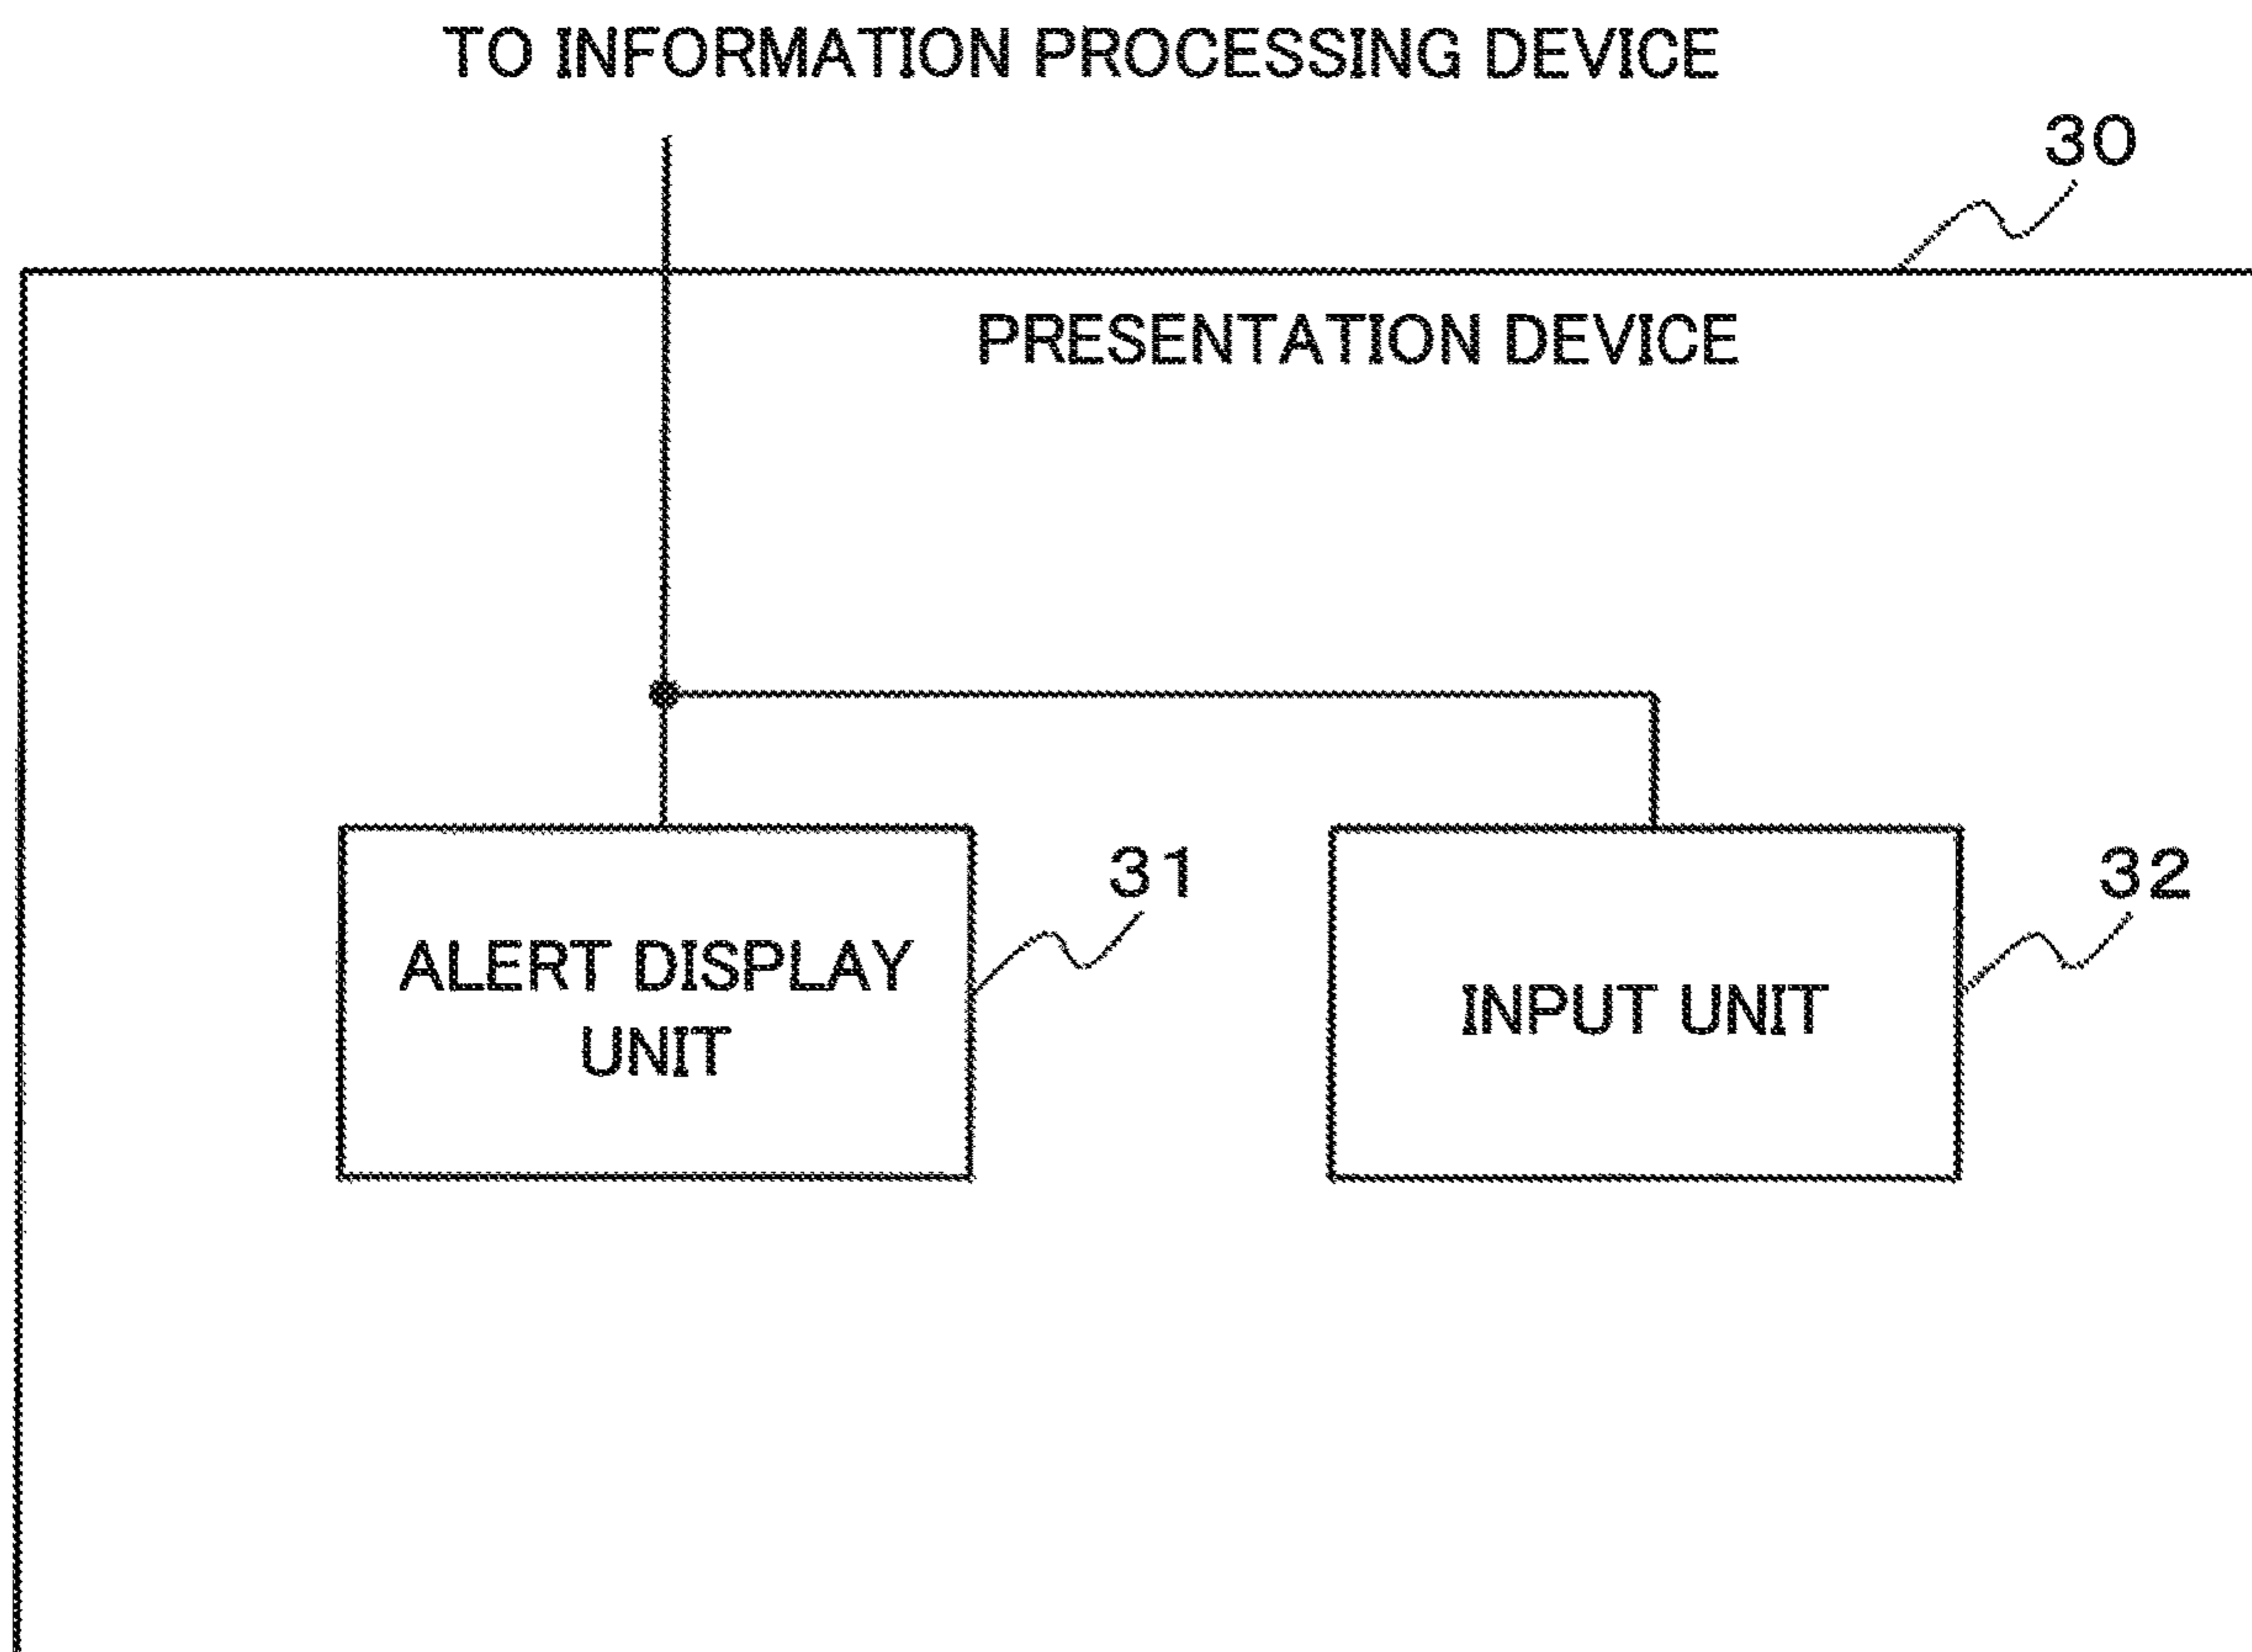 TO INFORMATION PROCESSING DEVICE
30
PRESENTATION DEVICE
31
32
ALERT DISPLAY
UNIT
INPUT UNIT